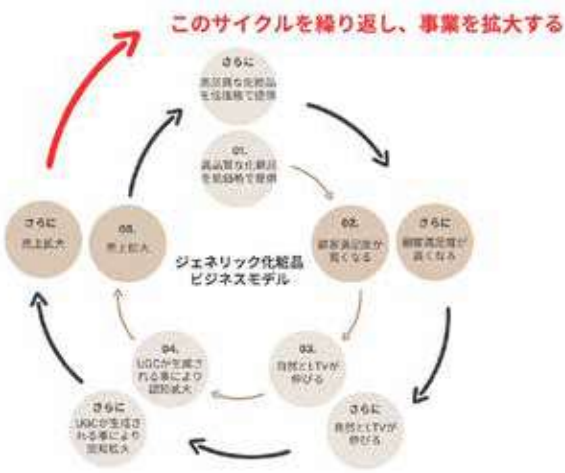 このサイクルを繰り返し、事業を拡大する
さらに
高品質な化粧品
を低価格で提供
01.
高品質な化粧品
を低価格で提供
02.
顧客満足度が
高くなる
さらに
顧客満足度が
高くなる
ジェネリック化粧品
ビジネスモデル
03.
自然とLTVが
伸びる
さらに
自然とLTVが
伸びる
04.
UGCが生成さ
れる事により
認知拡大
さらに
UGCが生成さ
れる事により
認知拡大
05.
売上拡大
さらに
売上拡大